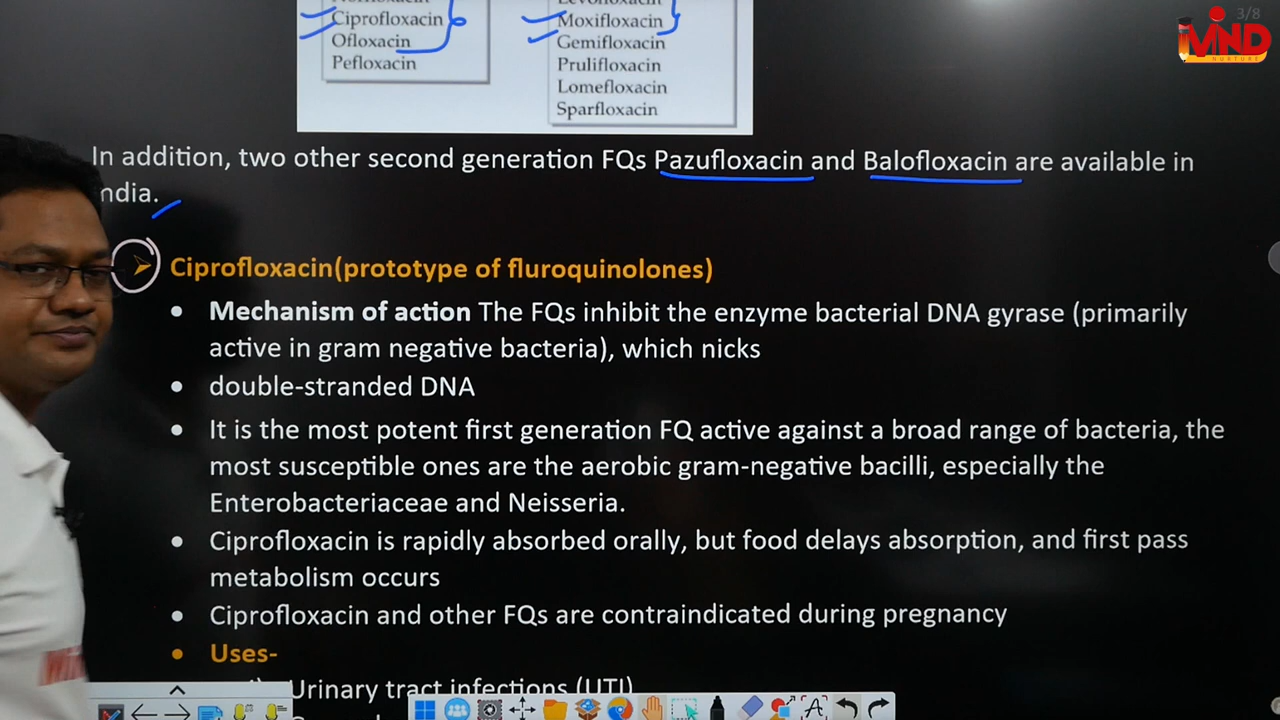 Ciprofloxacin
Ofloxacin
Pefloxacin
Moxifloxacin
Gemifloxacin
Prulifloxacin
Lomefloxacin
Sparfloxacin
3/8
MIND
NURTURE
In addition, two other second generation FQs Pazufloxacin and Balofloxacin are available in
ndia.
Ciprofloxacin(prototype of fluroquinolones)
Mechanism of action The FQs inhibit the enzyme bacterial DNA gyrase (primarily
active in gram negative bacteria), which nicks
double-stranded DNA
It is the most potent first generation FQ active against a broad range of bacteria, the
most susceptible ones are the aerobic gram-negative bacilli, especially the
Enterobacteriaceae and Neisseria.
Ciprofloxacin is rapidly absorbed orally, but food delays absorption, and first pass
metabolism occurs
Ciprofloxacin and other FQs are contraindicated during pregnancy
Uses-
Urinary tract infections (UTI)